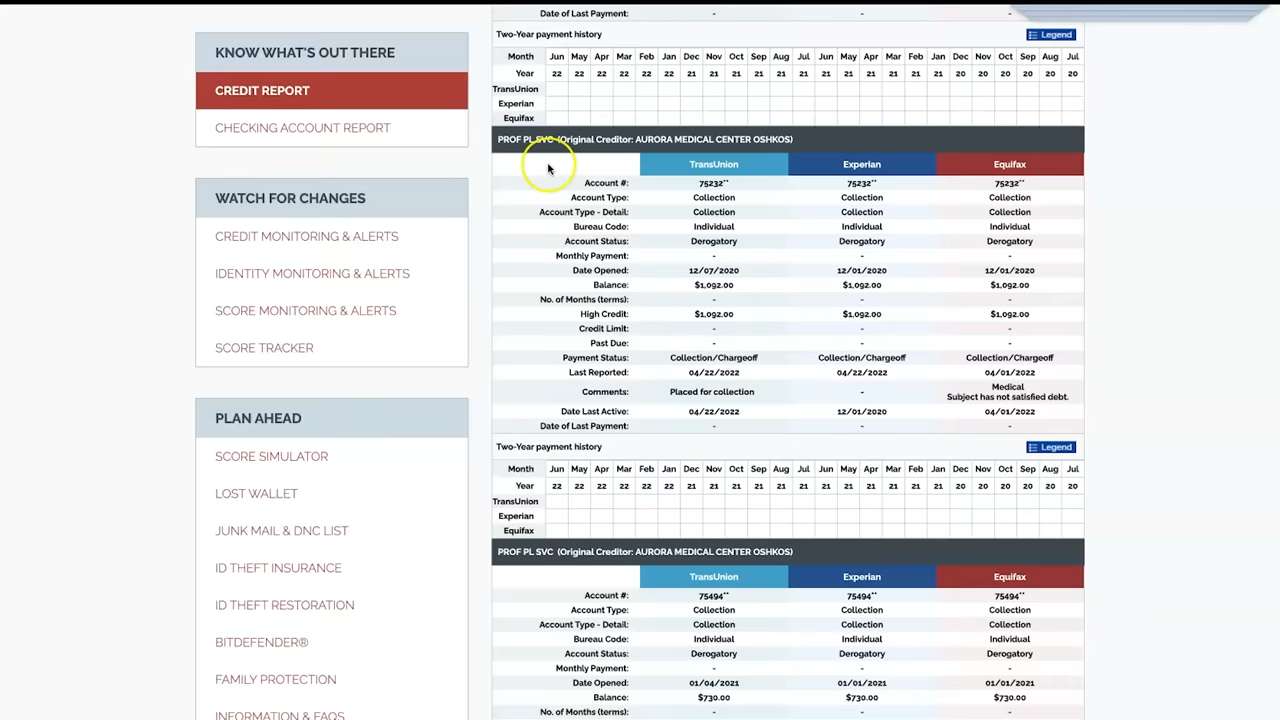 KNOW WHAT'S OUT THERE
CREDIT REPORT
CHECKING ACCOUNT REPORT
WATCH FOR CHANGES
CREDIT MONITORING & ALERTS
IDENTITY MONITORING & ALERTS
SCORE MONITORING & ALERTS
SCORE TRACKER
PLAN AHEAD
SCORE SIMULATOR
LOST WALLET
JUNK MAIL & DNC LIST
ID THEFT INSURANCE
ID THEFT RESTORATION
BITDEFENDER®
FAMILY PROTECTION
INFORMATION & FAQS
Date of Last Payment: - - -
Two-Year payment history Legend
Month Jun May Apr Mar Feb Jan Dec Nov Oct Sep Aug Jul Jun May Apr Mar Feb Jan Dec Nov Oct Sep Aug Jul
Year 22 22 22 22 22 22 21 21 21 21 21 21 21 21 21 21 21 21 20 20 20 20 20 20
TransUnion
Experian
Equifax
PROF PL SVC (Original Creditor: AURORA MEDICAL CENTER OSHKOS)
TransUnion Experian Equifax
Account #: 75232** 75232** 75232**
Account Type: Collection Collection Collection
Account Type - Detail: Collection Collection Collection
Bureau Code: Individual Individual Individual
Account Status: Derogatory Derogatory Derogatory
Monthly Payment: - - -
Date Opened: 12/07/2020 12/01/2020 12/01/2020
Balance: $1,092.00 $1,092.00 $1,092.00
No. of Months (terms): - - -
High Credit: $1,092.00 $1,092.00 $1,092.00
Credit Limit: - - -
Past Due: - - -
Payment Status: Collection/Chargeoff Collection/Chargeoff Collection/Chargeoff
Last Reported: 04/22/2022 04/22/2022 04/01/2022
Comments: Placed for collection - Medical
Subject has not satisfied debt.
Date Last Active: 04/22/2022 12/01/2020 04/01/2022
Date of Last Payment: - - -
Two-Year payment history Legend
Month Jun May Apr Mar Feb Jan Dec Nov Oct Sep Aug Jul Jun May Apr Mar Feb Jan Dec Nov Oct Sep Aug Jul
Year 22 22 22 22 22 22 21 21 21 21 21 21 21 21 21 21 21 21 20 20 20 20 20 20
TransUnion
Experian
Equifax
PROF PL SVC (Original Creditor: AURORA MEDICAL CENTER OSHKOS)
TransUnion Experian Equifax
Account #: 75494** 75494** 75494**
Account Type: Collection Collection Collection
Account Type - Detail: Collection Collection Collection
Bureau Code: Individual Individual Individual
Account Status: Derogatory Derogatory Derogatory
Monthly Payment: - - -
Date Opened: 01/04/2021 01/01/2021 01/01/2021
Balance: $730.00 $730.00 $730.00
No. of Months (terms): - - -